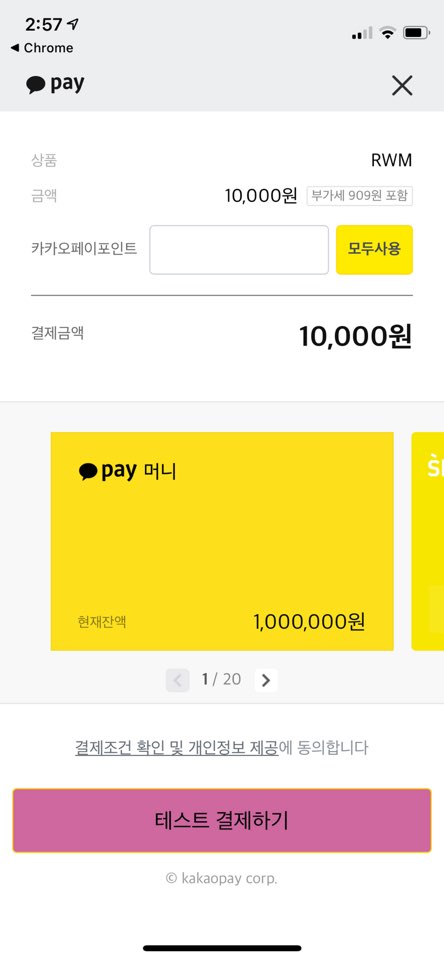 2:57
◀ Chrome
pay
상품 RWM
금액 10,000원 부가세 909원 포함
카카오페이포인트 모두사용
결제금액 10,000원
pay 머니
현재잔액 1,000,000원
1 / 20
결제조건 확인 및 개인정보 제공에 동의합니다
테스트 결제하기
© kakaopay corp.